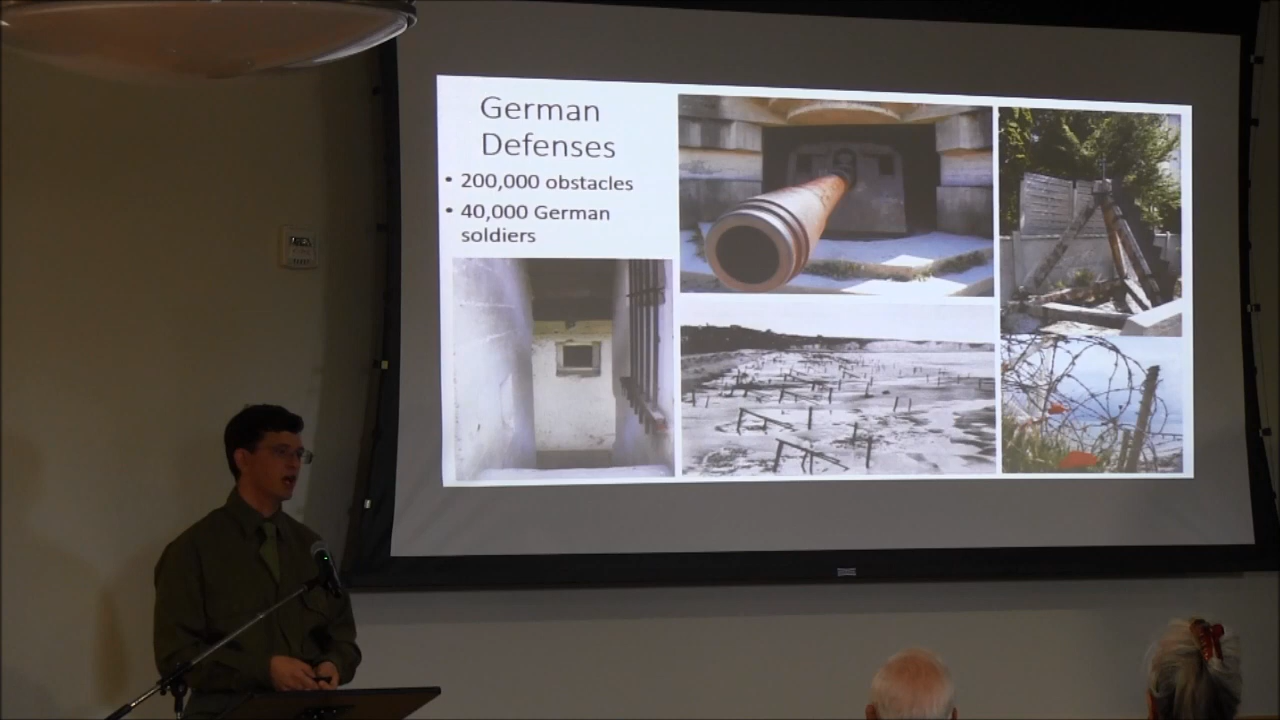 German
Defenses
• 200,000 obstacles
• 40,000 German
soldiers